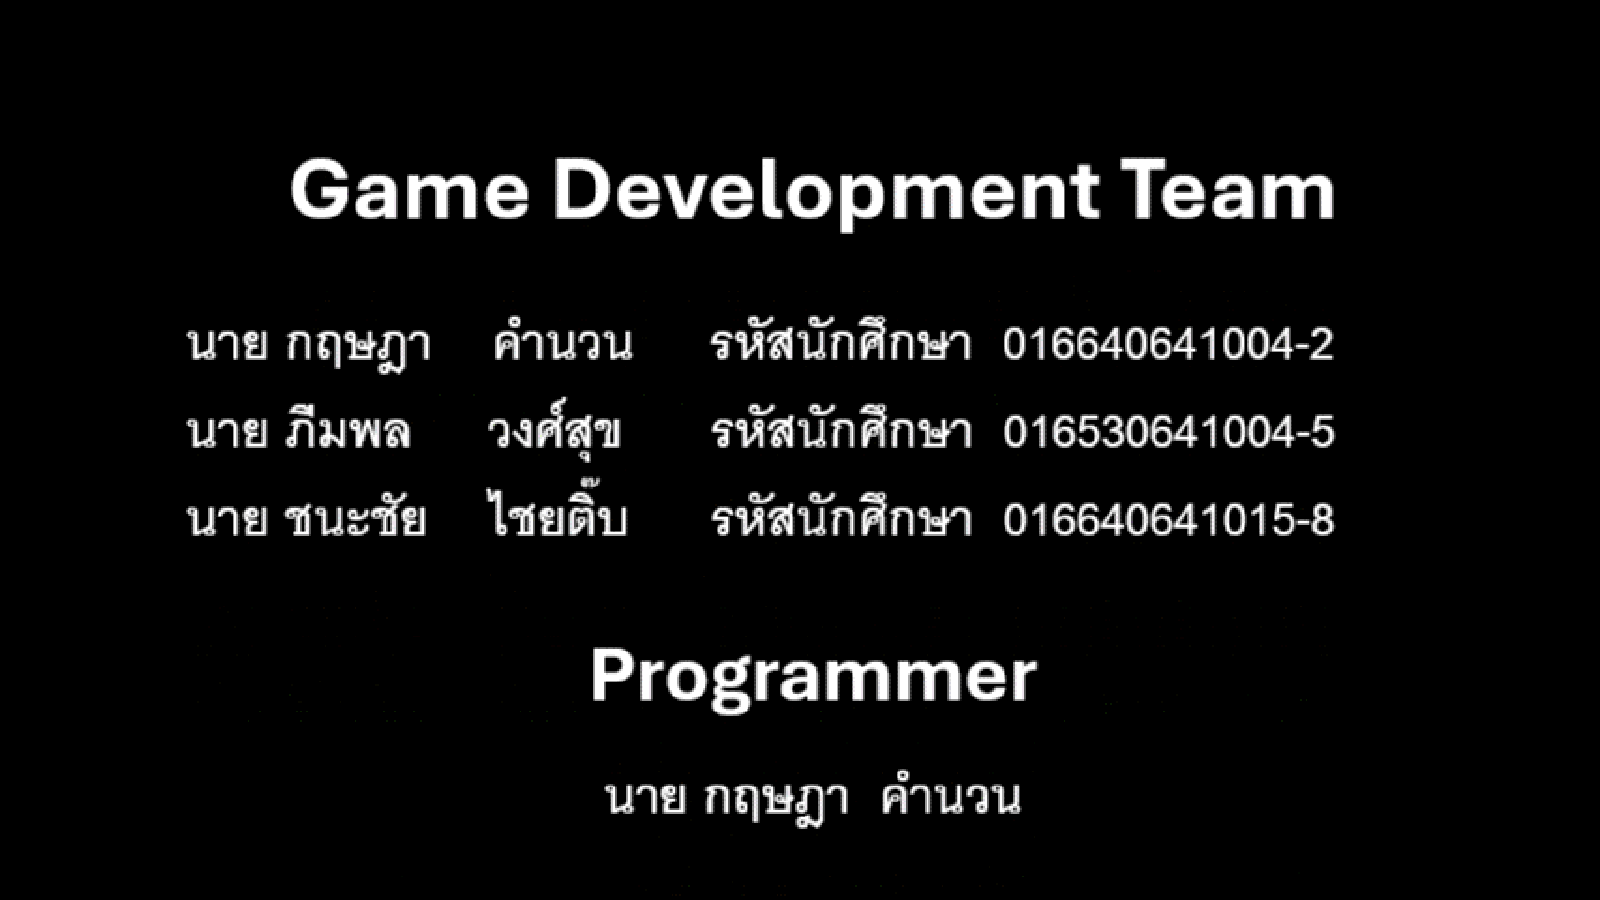 Game Development Team
นาย กฤษฎา คำนวน รหัสนักศึกษา 016640641004-2
นาย ภีมพล วงศ์สุข รหัสนักศึกษา 016530641004-5
นาย ชนะชัย ไชยติ๊บ รหัสนักศึกษา 016640641015-8
Programmer
นาย กฤษฎา คำนวน